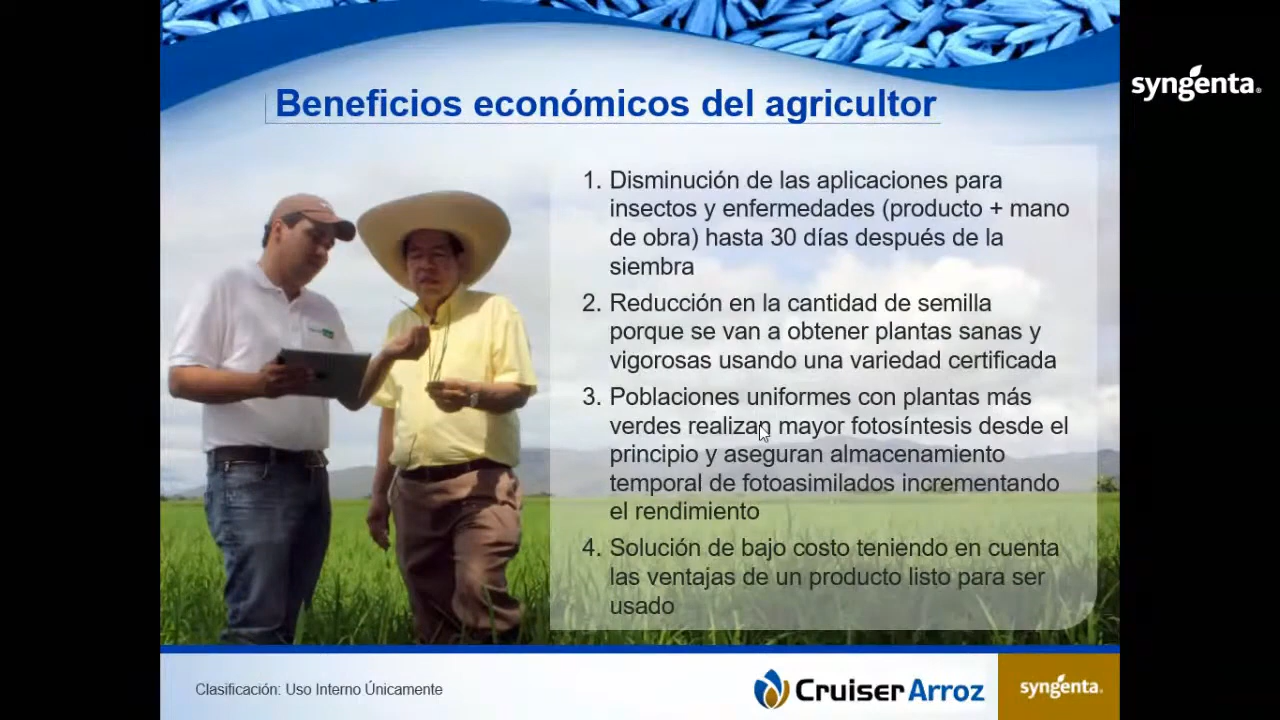 syngenta.
Beneficios económicos del agricultor
1. Disminución de las aplicaciones para
insectos y enfermedades (producto + mano
de obra) hasta 30 días después de la
siembra
2. Reducción en la cantidad de semilla
porque se van a obtener plantas sanas y
vigorosas usando una variedad certificada
3. Poblaciones uniformes con plantas más
verdes realizan mayor fotosíntesis desde el
principio y aseguran almacenamiento
temporal de fotoasimilados incrementando
el rendimiento
4. Solución de bajo costo teniendo en cuenta
las ventajas de un producto listo para ser
usado
Clasificación: Uso Interno Únicamente
CruiserArroz
syngenta.